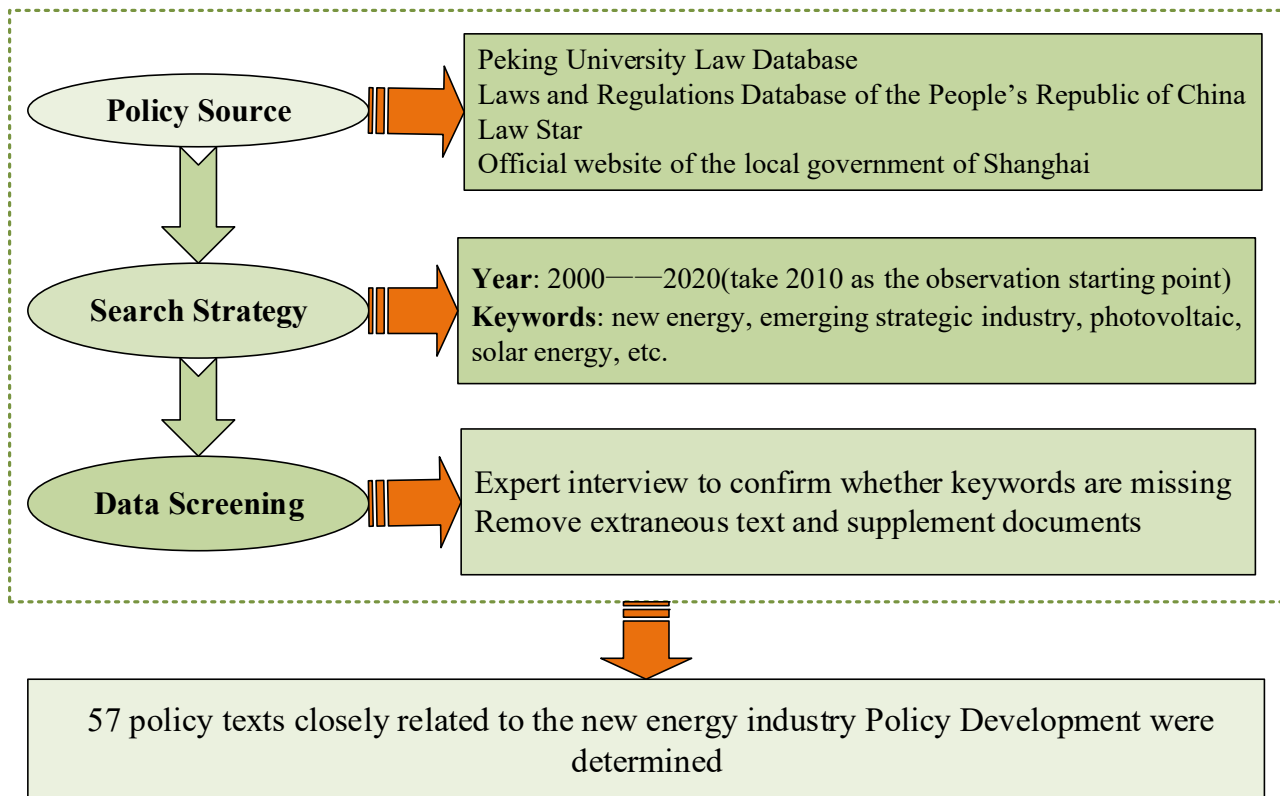 Policy Source
Peking University Law Database
Laws and Regulations Database of the People’s Republic of China
Law Star
Official website of the local government of Shanghai
Search Strategy
Year: 2000——2020(take 2010 as the observation starting point)
Keywords: new energy, emerging strategic industry, photovoltaic,
solar energy, etc.
Data Screening
Expert interview to confirm whether keywords are missing
Remove extraneous text and supplement documents
57 policy texts closely related to the new energy industry Policy Development were
determined